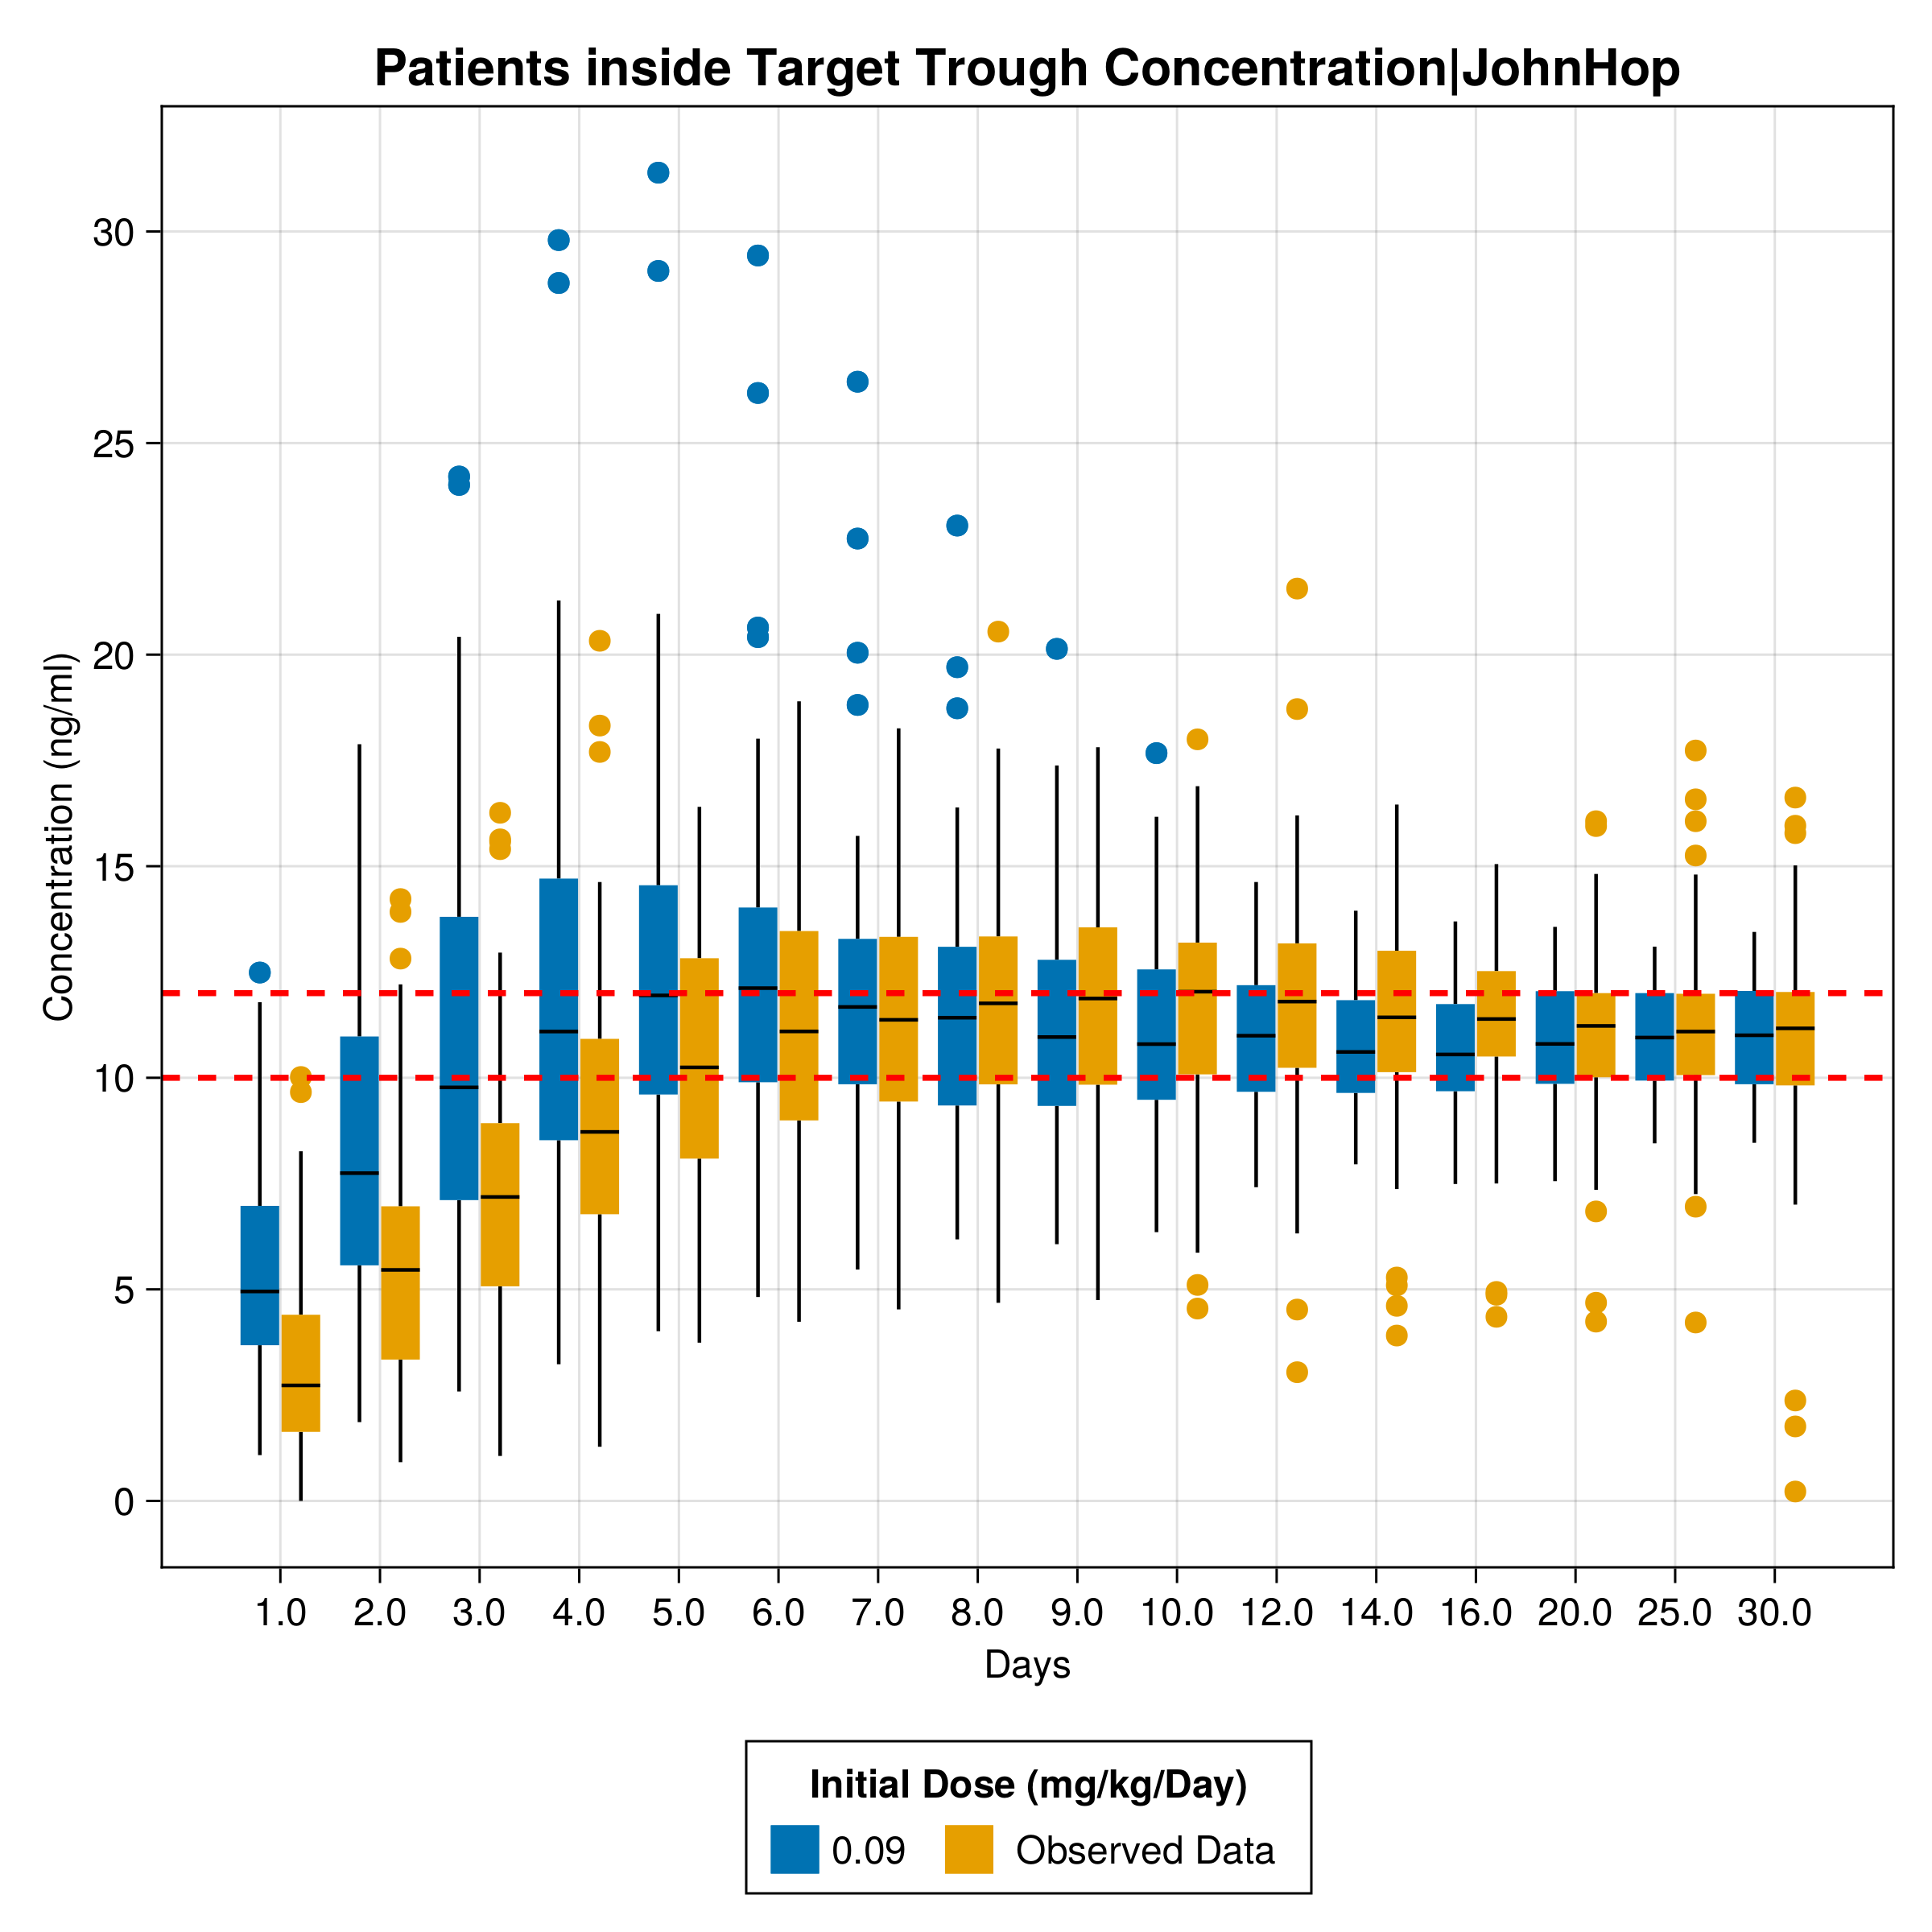 Patients inside Target Trough Concentration|JohnHop
Concentration (ng/ml)
30
25
20
15
10
5
0
1.0 2.0 3.0 4.0 5.0 6.0 7.0 8.0 9.0 10.0 12.0 14.0 16.0 20.0 25.0 30.0
Days
Initial Dose (mg/kg/Day)
0.09 Observed Data